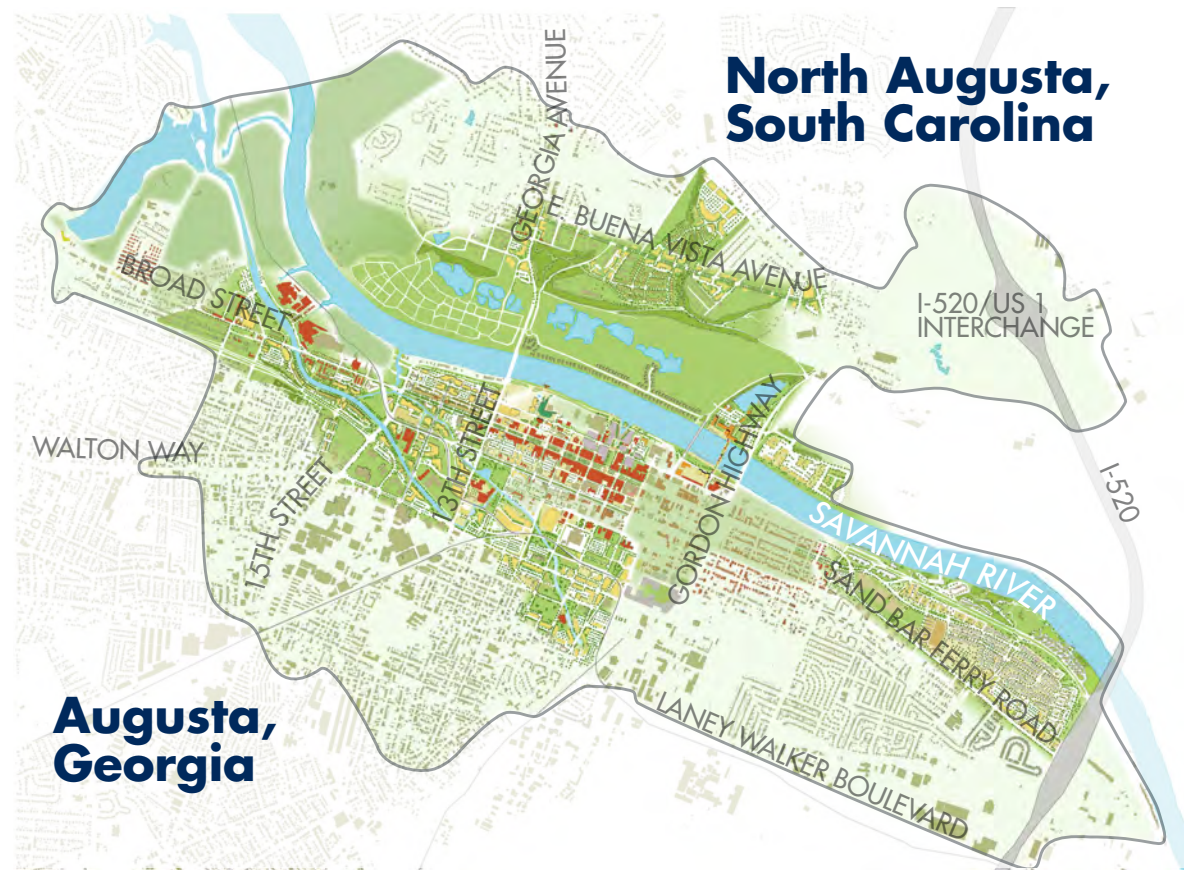 North Augusta,
South Carolina
GEORGIA AVENUE
E. BUENA VISTA AVENUE
I-520/US 1
INTERCHANGE
BROAD STREET
WALTON WAY
15TH STREET
13TH STREET
GORDON HIGHWAY
I-520
SAVANNAH RIVER
SAND BAR FERRY ROAD
LANEY WALKER BOULEVARD
Augusta,
Georgia